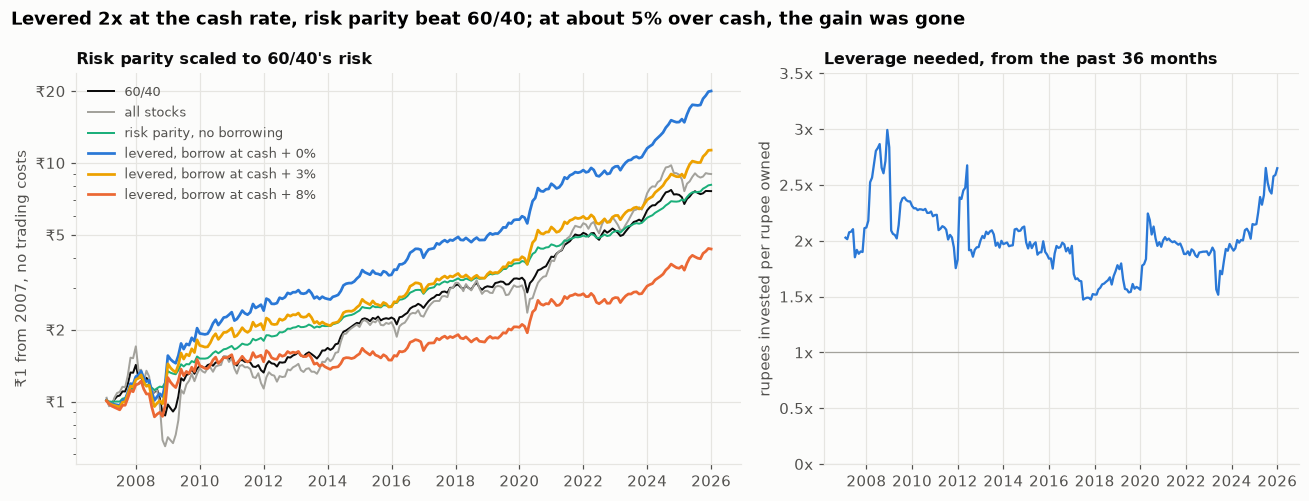 Levered 2x at the cash rate, risk parity beat 60/40; at about 5% over cash, the gain was gone
Risk parity scaled to 60/40's risk
₹1 from 2007, no trading costs
₹20
₹10
₹5
₹2
₹1
60/40
all stocks
risk parity, no borrowing
levered, borrow at cash + 0%
levered, borrow at cash + 3%
levered, borrow at cash + 8%
2008 2010 2012 2014 2016 2018 2020 2022 2024 2026
Leverage needed, from the past 36 months
rupees invested per rupee owned
3.5x
3x
2.5x
2x
1.5x
1x
0.5x
0x
2008 2010 2012 2014 2016 2018 2020 2022 2024 2026